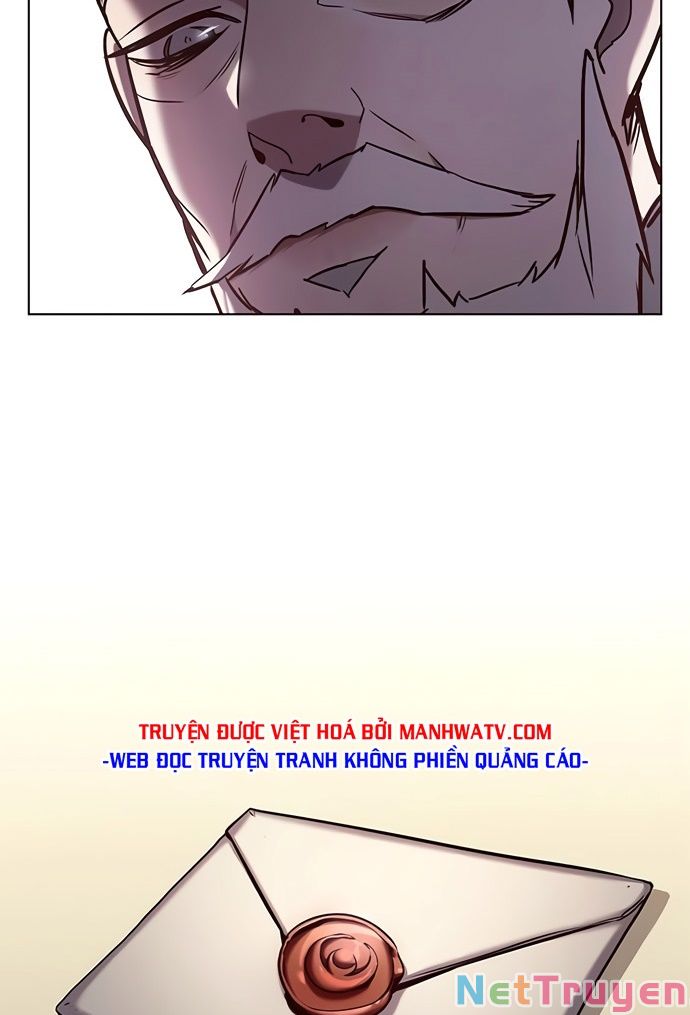 TRUYỆN ĐƯỢC VIỆT HOÁ BỞI MANHWATV.COM
-WEB ĐỌC TRUYỆN TRANH KHÔNG PHIỀN QUẢNG CÁO-
NetTruyen